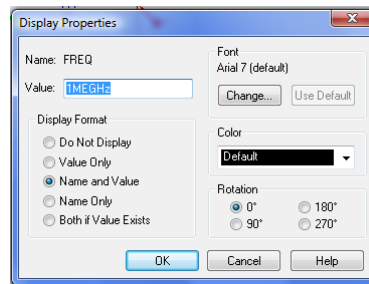 Display Properties
Name: FREQ
Value: 1MEGHz
Display Format
Do Not Display
Value Only
Name and Value
Name Only
Both if Value Exists
Font
Arial 7 (default)
Change... Use Default
Color
Default
Rotation
0° 180°
90° 270°
OK Cancel Help